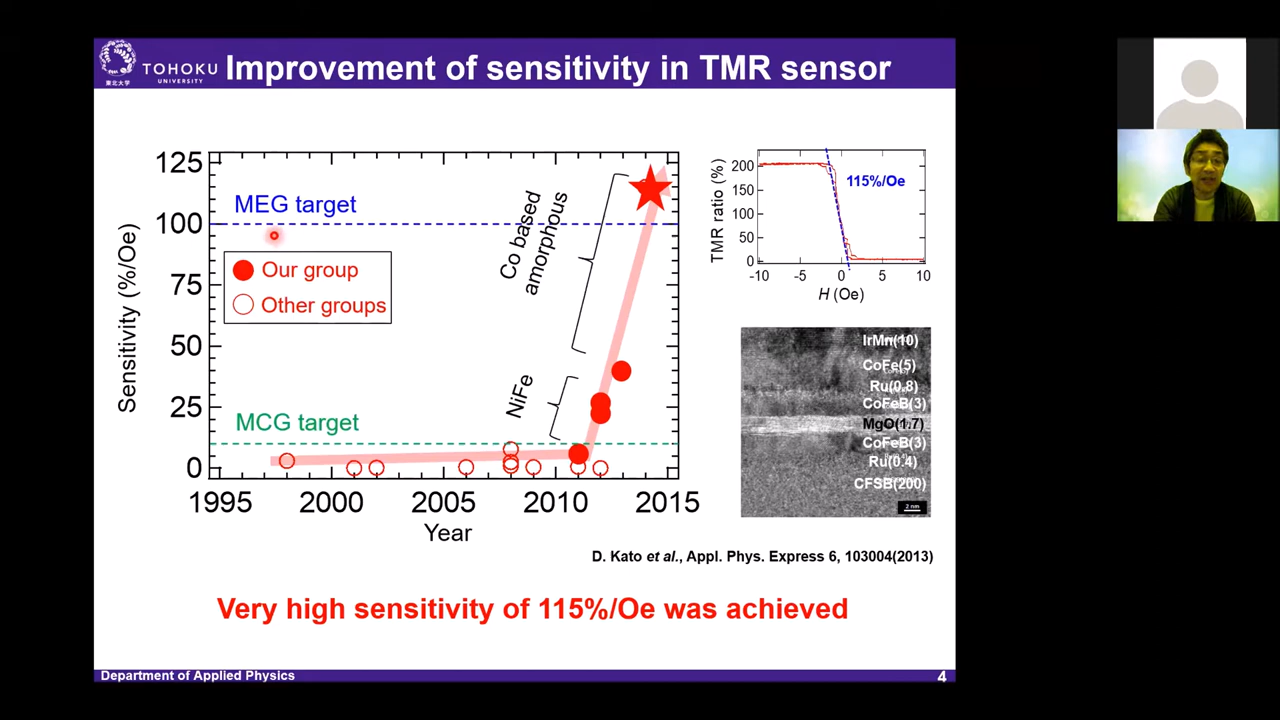 TOHOKU
UNIVERSITY
東北大学
Improvement of sensitivity in TMR sensor
Sensitivity (%/Oe)
125
100
75
50
25
0
MEG target
Our group
Other groups
MCG target
NiFe
Co based
amorphous
1995
2000
2005
2010
2015
Year
TMR ratio (%)
200
150
100
50
0
115%/Oe
-10
-5
0
5
10
H (Oe)
IrMn(10)
CoFe(5)
Ru(0.8)
CoFeB(3)
MgO(1.7)
CoFeB(3)
Ru(0.4)
CFSB(200)
2 nm
D. Kato et al., Appl. Phys. Express 6, 103004(2013)
Very high sensitivity of 115%/Oe was achieved
Department of Applied Physics
4